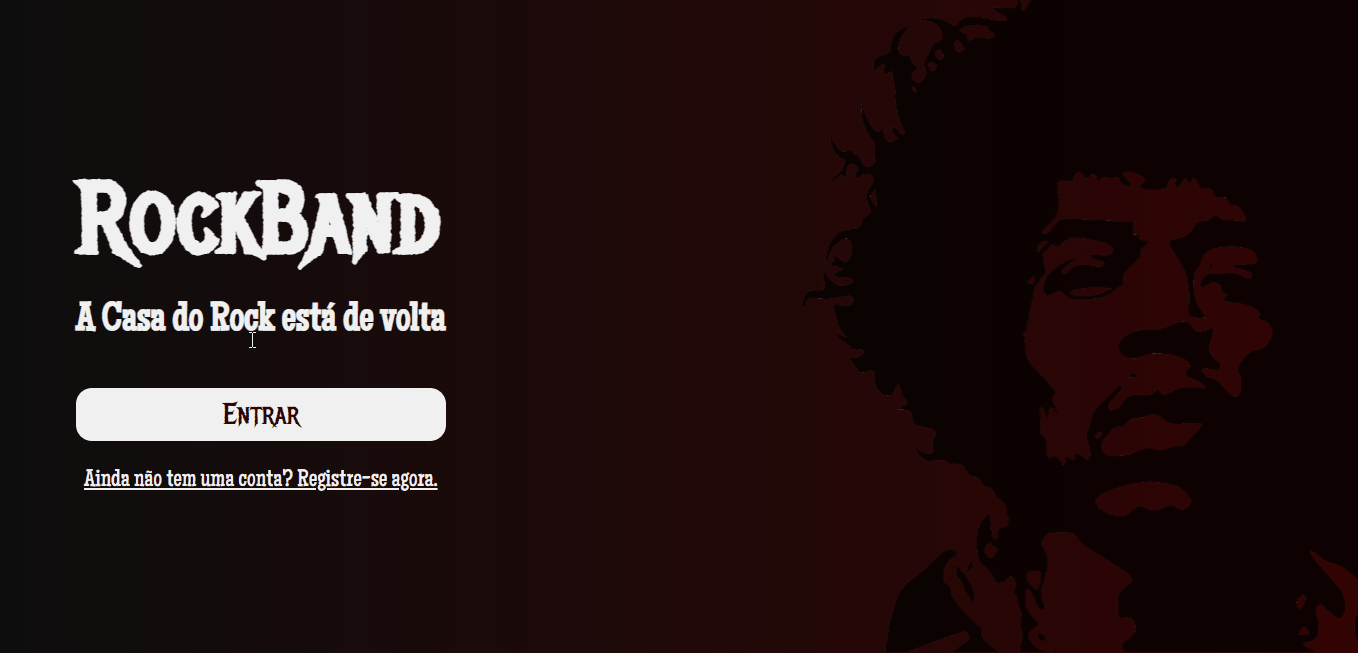 RockBand
A Casa do Rock está de volta
Entrar
Ainda não tem uma conta? Registre-se agora.